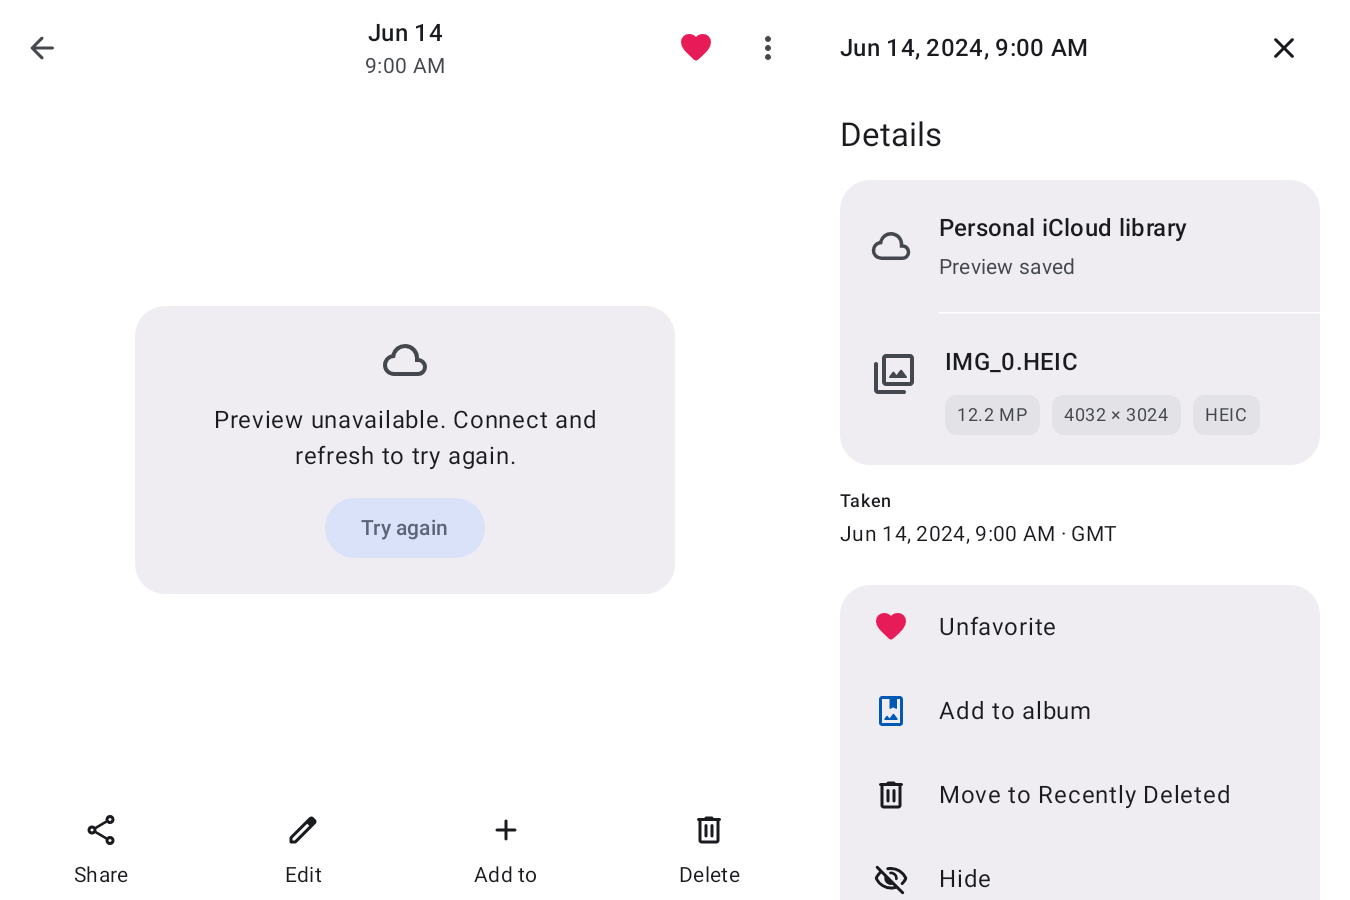 Jun 14
9:00 AM
Preview unavailable. Connect and
refresh to try again.
Try again
Share
Edit
Add to
Delete
Jun 14, 2024, 9:00 AM
Details
Personal iCloud library
Preview saved
IMG_0.HEIC
12.2 MP
4032 × 3024
HEIC
Taken
Jun 14, 2024, 9:00 AM · GMT
Unfavorite
Add to album
Move to Recently Deleted
Hide